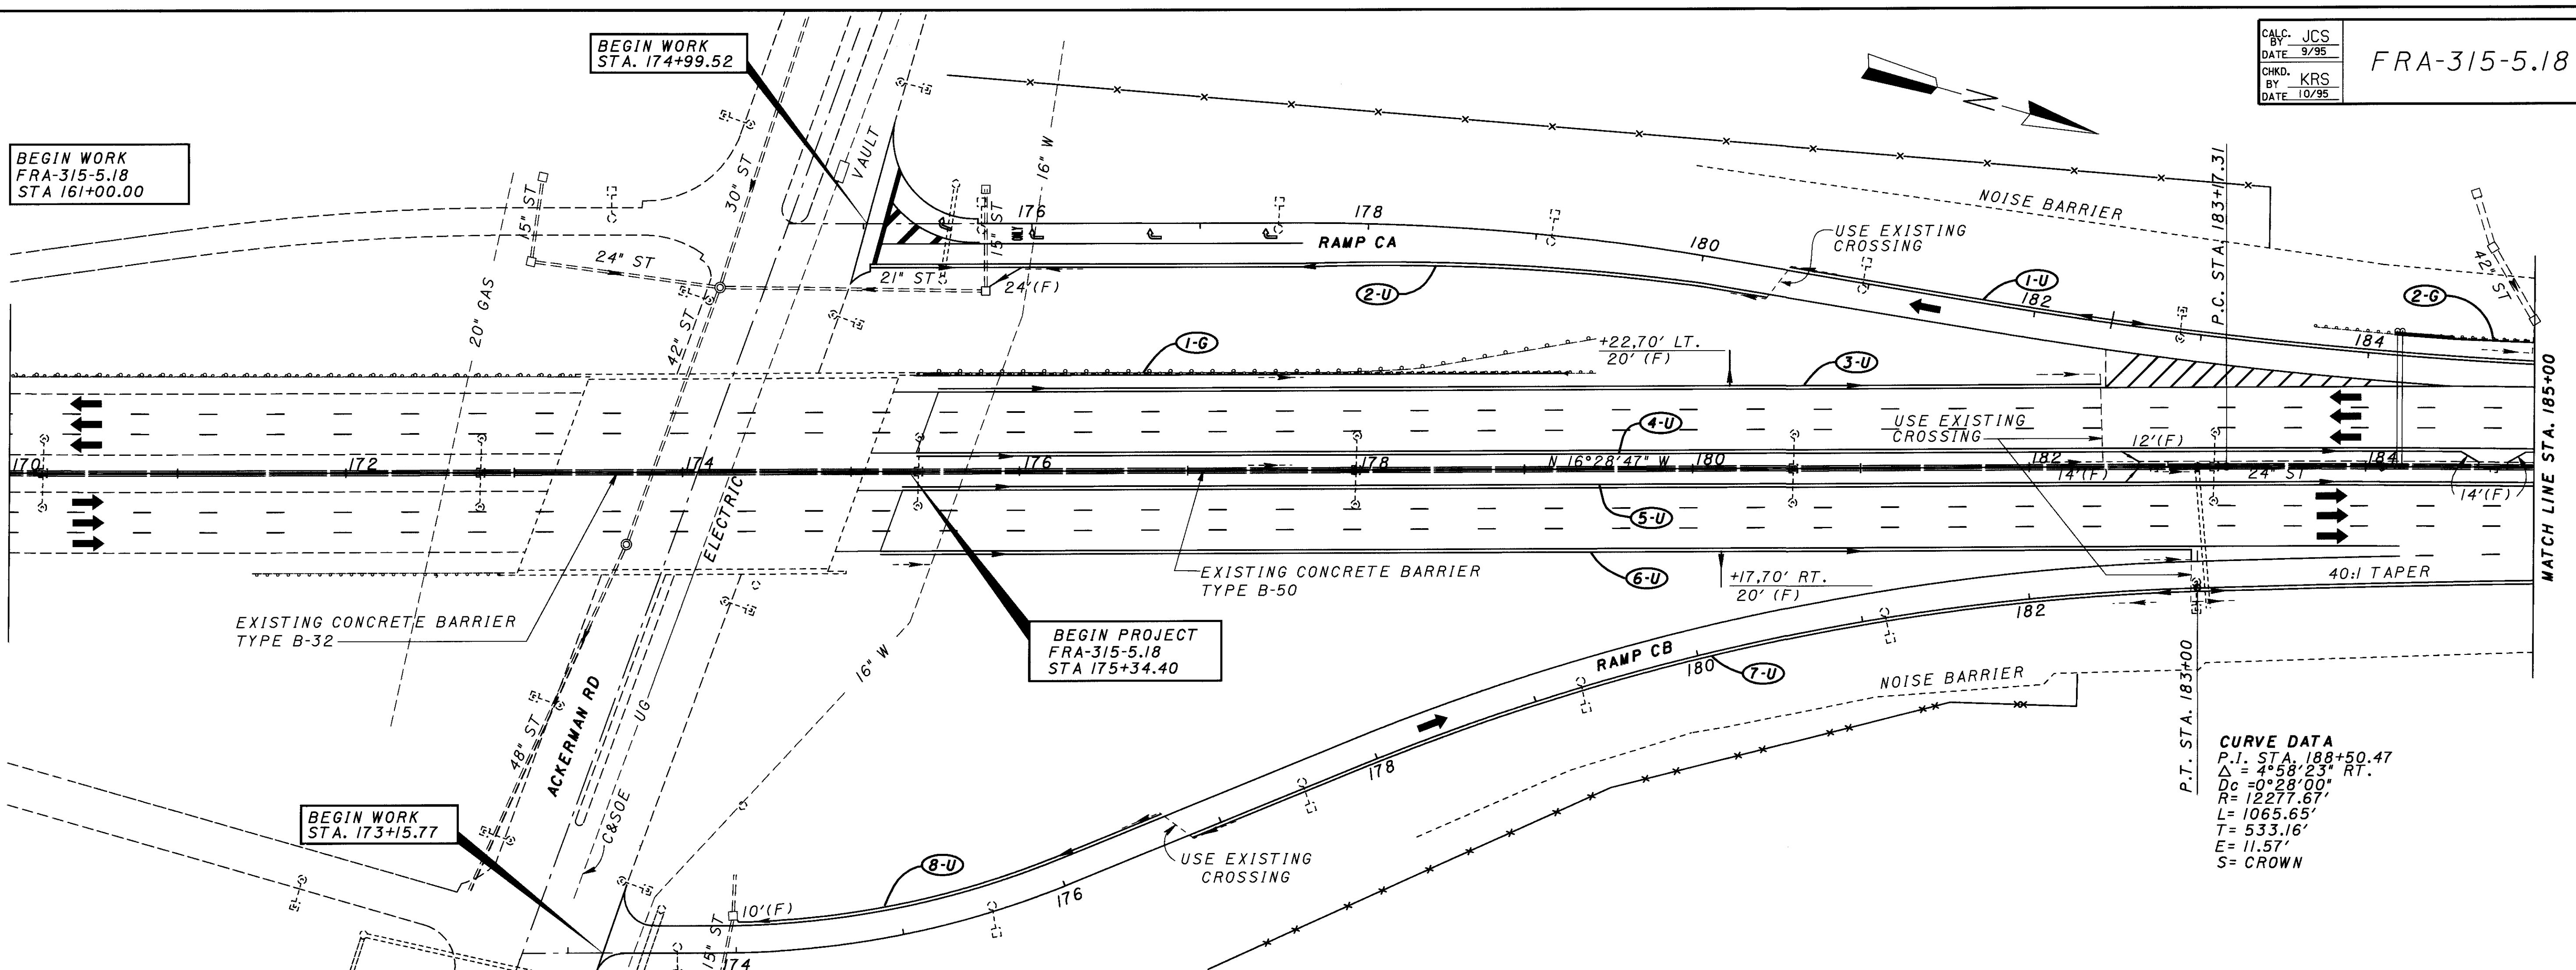 CALC. BY JCS
DATE 9/95
CHKD. BY KRS
DATE 10/95
FRA-315-5.18
BEGIN WORK
STA. 174+99.52
BEGIN WORK
FRA-315-5.18
STA 161+00.00
15" ST
30" ST
VAULT
16" W
15" ST
176
ONLY
178
RAMP CA
180
USE EXISTING
CROSSING
NOISE BARRIER
P.C. STA. 183+17.31
42" ST
24" ST
21" ST
24'(F)
2-U
1-U
182
2-G
20" GAS
42" ST
1-G
+22,70' LT.
20' (F)
3-U
184
MATCH LINE STA. 185+00
4-U
USE EXISTING
CROSSING
12'(F)
170
172
174
176
178
N 16°28'47" W
180
182
184
14'(F)
24" ST
14'(F)
ELECTRIC
5-U
EXISTING CONCRETE BARRIER
TYPE B-50
6-U
+17,70' RT.
20' (F)
40:1 TAPER
EXISTING CONCRETE BARRIER
TYPE B-32
BEGIN PROJECT
FRA-315-5.18
STA 175+34.40
16" W
182
RAMP CB
180
7-U
NOISE BARRIER
P.T. STA. 183+00
48" ST
ACKERMAN RD
UG
C&SOE
178
CURVE DATA
P.I. STA. 188+50.47
Δ = 4°58'23" RT.
Dc =0°28'00"
R= 12277.67'
L= 1065.65'
T= 533.16'
E= 11.57'
S= CROWN
BEGIN WORK
STA. 173+15.77
8-U
USE EXISTING
CROSSING
176
10'(F)
15" ST
174
N